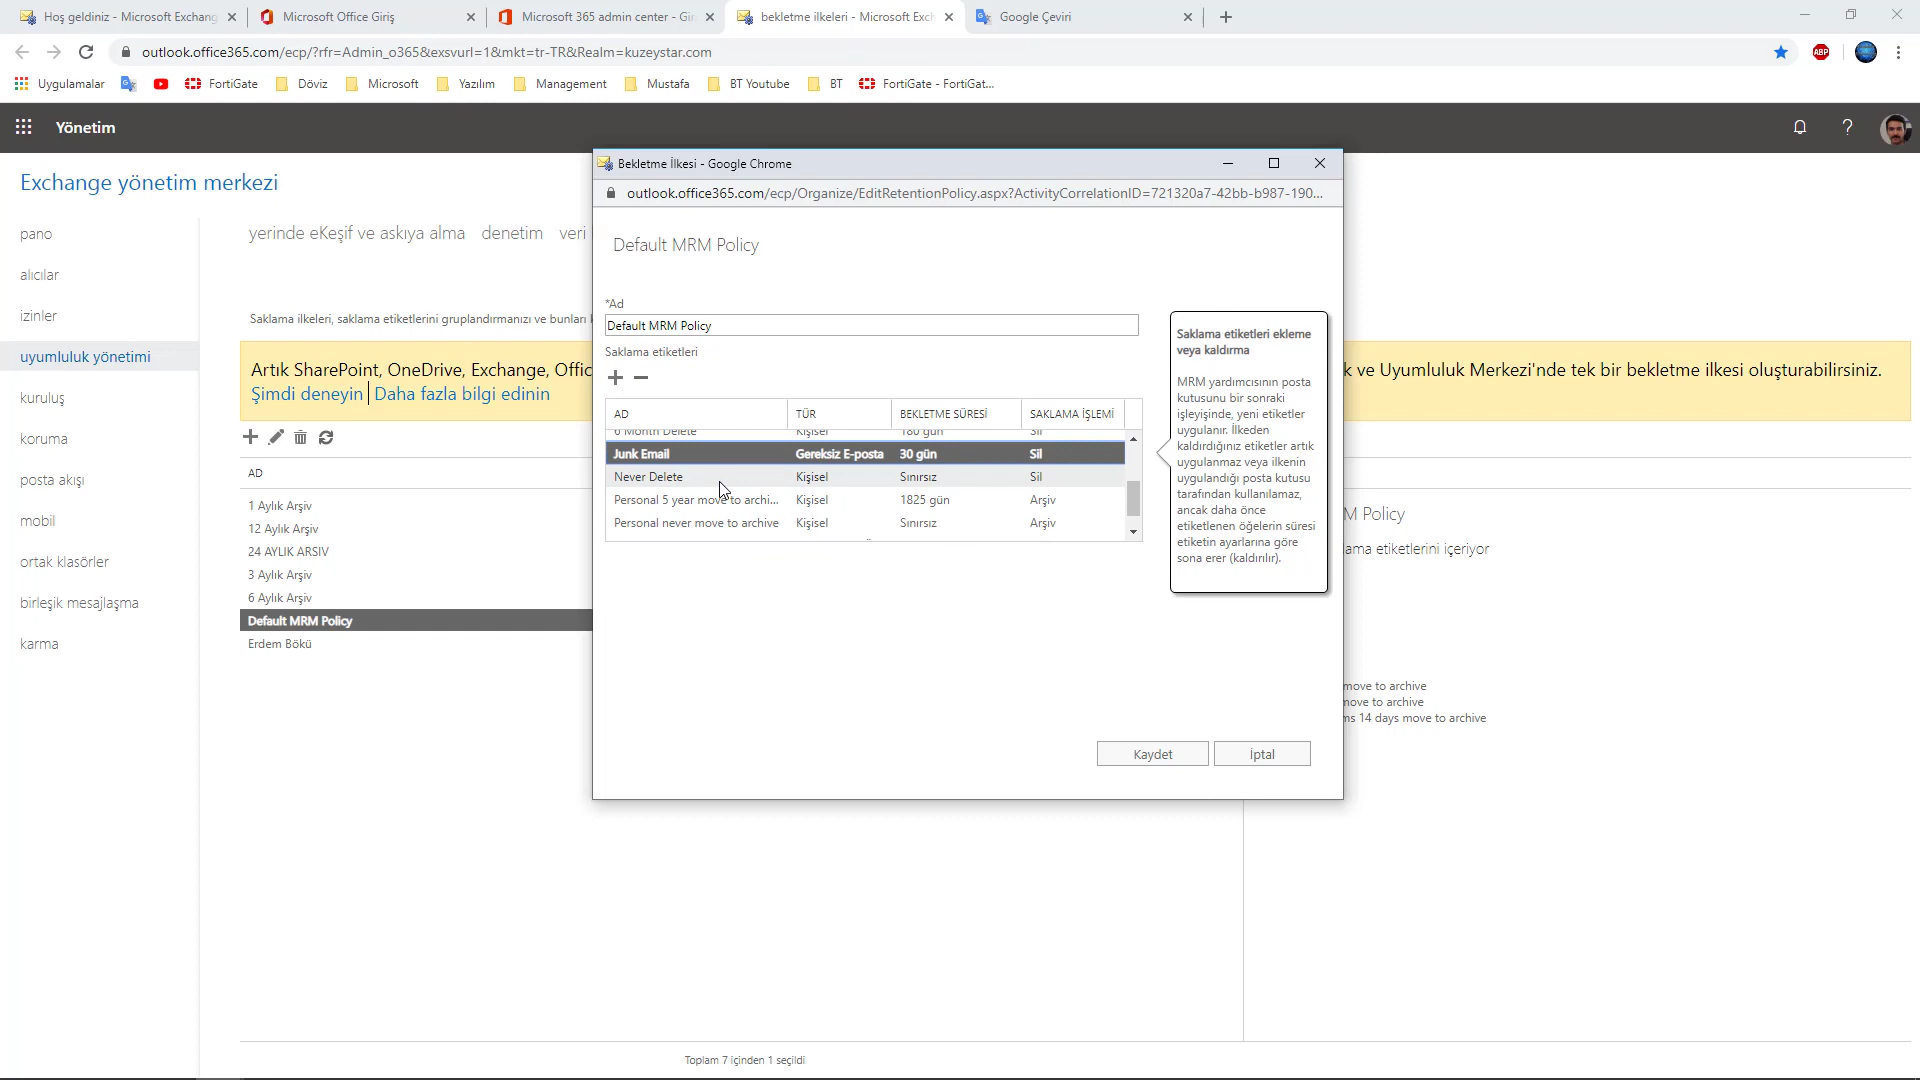 Hoş geldiniz - Microsoft Exchang
Microsoft Office Giriş
Microsoft 365 admin center - Gir
bekletme ilkeleri - Microsoft Exch
Google Çeviri
outlook.office365.com/ecp/?rfr=Admin_o365&exsvurl=1&mkt=tr-TR&Realm=kuzeystar.com
ABP
Uygulamalar
FortiGate
Döviz
Microsoft
Yazılım
Management
Mustafa
BT Youtube
BT
FortiGate - FortiGat...
Yönetim
?
Exchange yönetim merkezi
pano
alıcılar
izinler
uyumluluk yönetimi
kuruluş
koruma
posta akışı
mobil
ortak klasörler
birleşik mesajlaşma
karma
yerinde eKeşif ve askıya alma denetim veri
Saklama ilkeleri, saklama etiketlerini gruplandırmanızı ve bunları
Artık SharePoint, OneDrive, Exchange, Offic
k ve Uyumluluk Merkezi'nde tek bir bekletme ilkesi oluşturabilirsiniz.
Şimdi deneyin Daha fazla bilgi edinin
AD
1 Aylık Arşiv
12 Aylık Arşiv
24 AYLIK ARSIV
3 Aylık Arşiv
6 Aylık Arşiv
Default MRM Policy
Erdem Bökü
Toplam 7 içinden 1 seçildi
Bekletme İlkesi - Google Chrome
outlook.office365.com/ecp/Organize/EditRetentionPolicy.aspx?ActivityCorrelationID=721320a7-42bb-b987-190...
Default MRM Policy
*Ad
Default MRM Policy
Saklama etiketleri
AD TÜR BEKLETME SÜRESİ SAKLAMA İŞLEMİ
6 Month Delete Kişisel 180 gün Sil
Junk Email Gereksiz E-posta 30 gün Sil
Never Delete Kişisel Sınırsız Sil
Personal 5 year move to archi... Kişisel 1825 gün Arşiv
Personal never move to archive Kişisel Sınırsız Arşiv
Saklama etiketleri ekleme
veya kaldırma
MRM yardımcısının posta
kutusunu bir sonraki
işleyişinde, yeni etiketler
uygulanır. İlkeden
kaldırdığınız etiketler artık
uygulanmaz veya ilkenin
uygulandığı posta kutusu
tarafından kullanılamaz,
ancak daha önce
etiketlenen öğelerin süresi
etiketin ayarlarına göre
sona erer (kaldırılır).
Kaydet
İptal
M Policy
lama etiketlerini içeriyor
move to archive
move to archive
ms 14 days move to archive